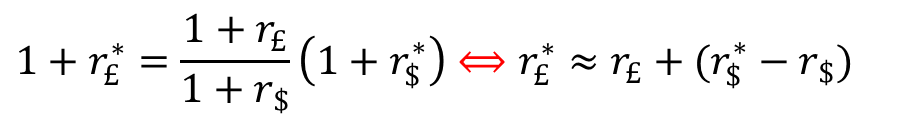 1 + r*£ = (1 + r£)/(1 + r$) (1 + r*$) ⟺ r*£ ≈ r£ + (r*$ − r$)